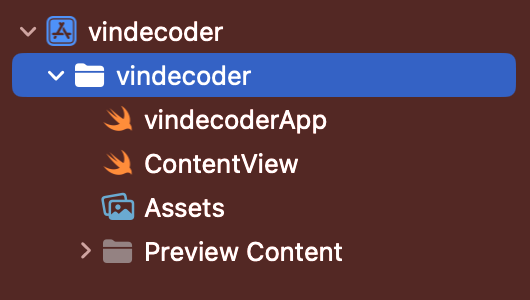 vindecoder
vindecoder
vindecoderApp
ContentView
Assets
Preview Content